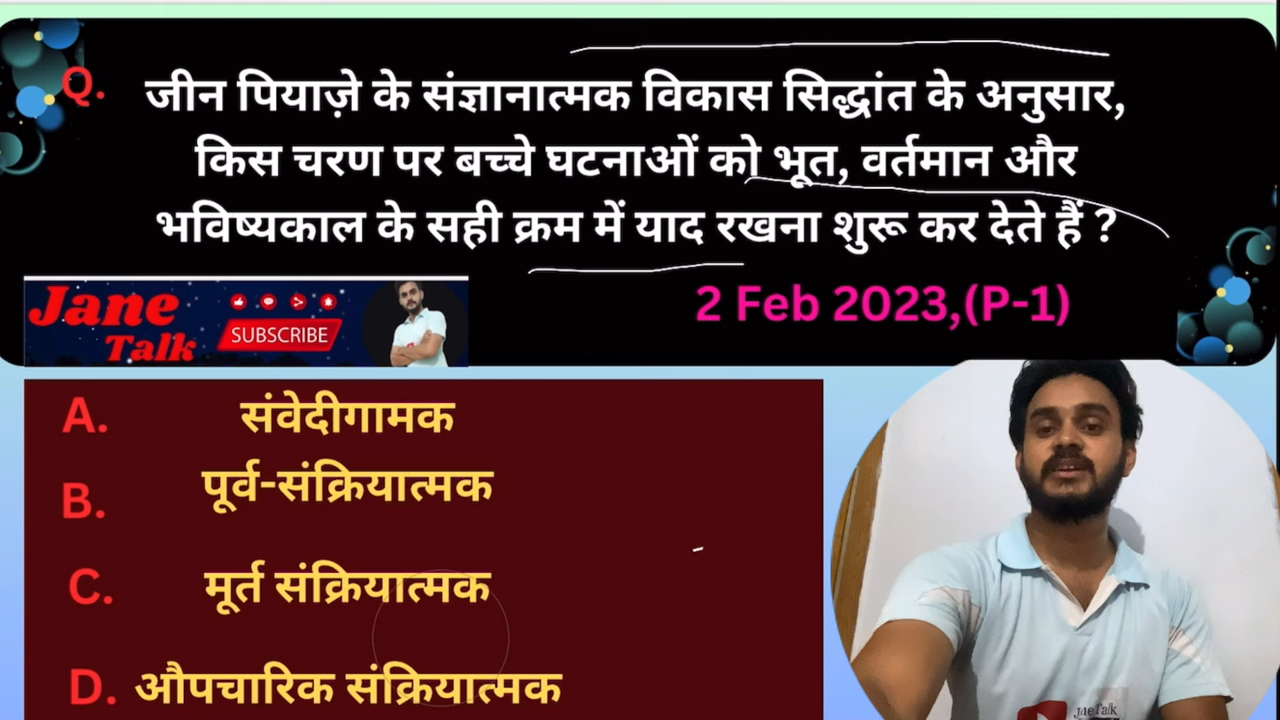 Q. जीन पियाज़े के संज्ञानात्मक विकास सिद्धांत के अनुसार,
किस चरण पर बच्चे घटनाओं को भूत, वर्तमान और
भविष्यकाल के सही क्रम में याद रखना शुरू कर देते हैं ?
Jane
Talk
SUBSCRIBE
2 Feb 2023,(P-1)
A. संवेदीगामक
B. पूर्व-संक्रियात्मक
C. मूर्त संक्रियात्मक
D. औपचारिक संक्रियात्मक